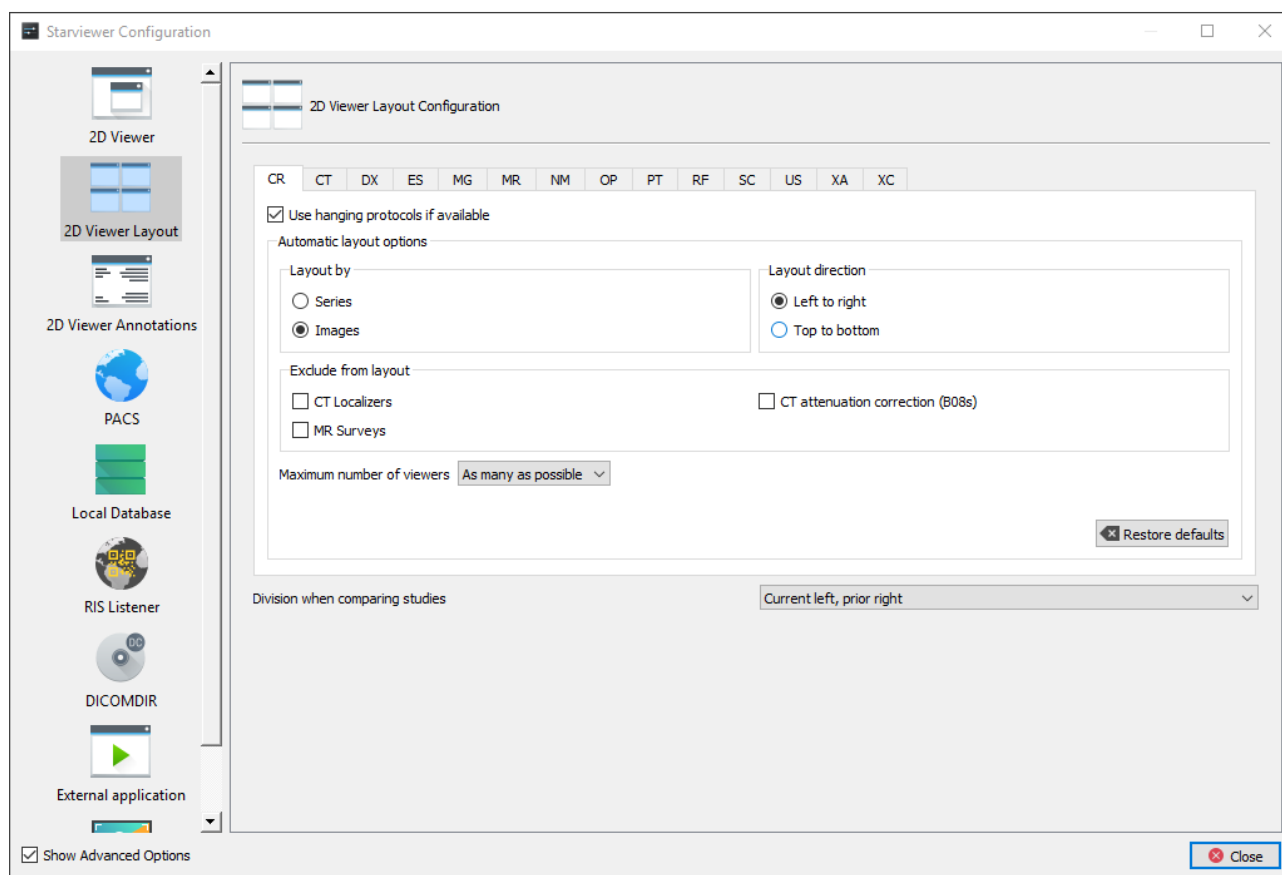 Starviewer Configuration
2D Viewer
2D Viewer Layout
2D Viewer Annotations
PACS
Local Database
RIS Listener
DC
DICOMDIR
External application
Show Advanced Options
2D Viewer Layout Configuration
CR CT DX ES MG MR NM OP PT RF SC US XA XC
Use hanging protocols if available
Automatic layout options
Layout by
Series
Images
Layout direction
Left to right
Top to bottom
Exclude from layout
CT Localizers
CT attenuation correction (B08s)
MR Surveys
Maximum number of viewers As many as possible
Restore defaults
Division when comparing studies Current left, prior right
Close